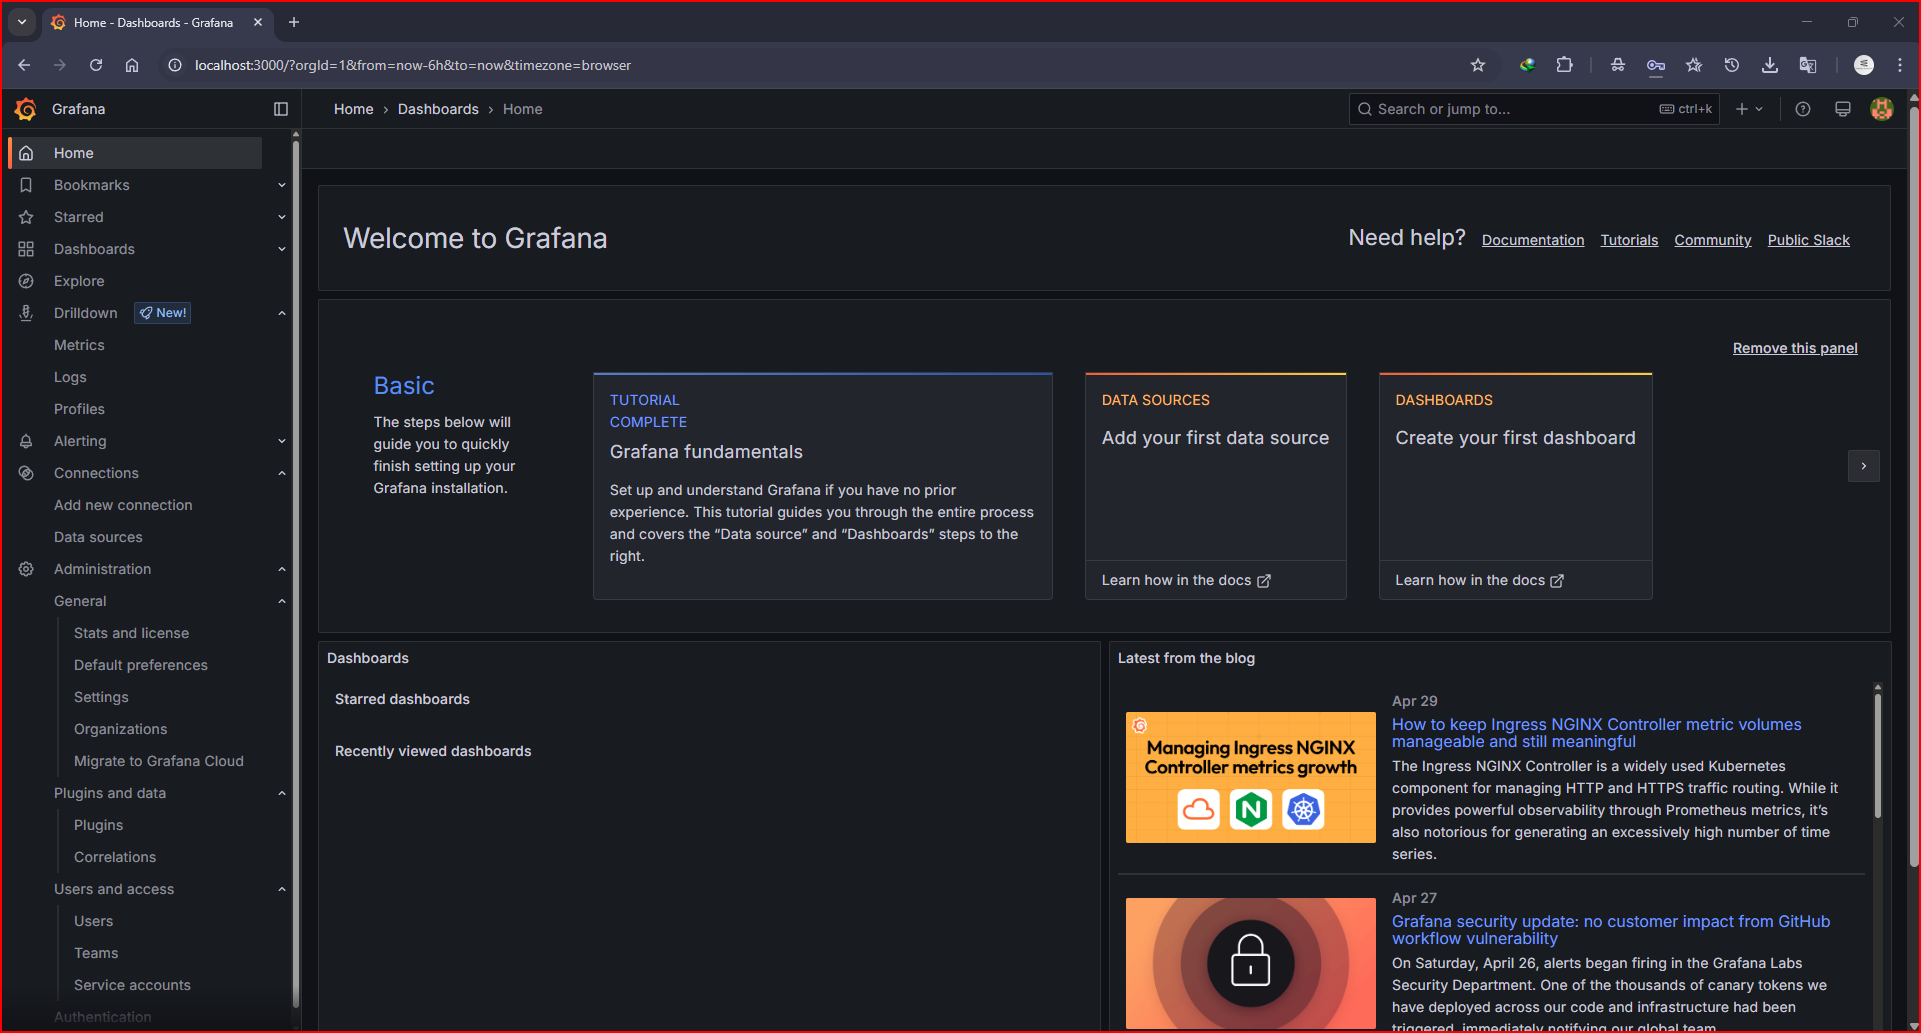 Home - Dashboards - Grafana
localhost:3000/?orgId=1&from=now-6h&to=now&timezone=browser
Grafana
Home › Dashboards › Home
Search or jump to...
ctrl+k
Home
Bookmarks
Starred
Dashboards
Explore
Drilldown
New!
Metrics
Logs
Profiles
Alerting
Connections
Add new connection
Data sources
Administration
General
Stats and license
Default preferences
Settings
Organizations
Migrate to Grafana Cloud
Plugins and data
Plugins
Correlations
Users and access
Users
Teams
Service accounts
Authentication
Welcome to Grafana
Need help?
Documentation
Tutorials
Community
Public Slack
Remove this panel
Basic
The steps below will
guide you to quickly
finish setting up your
Grafana installation.
TUTORIAL
COMPLETE
Grafana fundamentals
Set up and understand Grafana if you have no prior
experience. This tutorial guides you through the entire process
and covers the “Data source” and “Dashboards” steps to the
right.
DATA SOURCES
Add your first data source
Learn how in the docs
DASHBOARDS
Create your first dashboard
Learn how in the docs
Dashboards
Starred dashboards
Recently viewed dashboards
Latest from the blog
Managing Ingress NGINX
Controller metrics growth
Apr 29
How to keep Ingress NGINX Controller metric volumes
manageable and still meaningful
The Ingress NGINX Controller is a widely used Kubernetes
component for managing HTTP and HTTPS traffic routing. While it
provides powerful observability through Prometheus metrics, it’s
also notorious for generating an excessively high number of time
series.
Apr 27
Grafana security update: no customer impact from GitHub
workflow vulnerability
On Saturday, April 26, alerts began firing in the Grafana Labs
Security Department. One of the thousands of canary tokens we
have deployed across our code and infrastructure had been
triggered, immediately notifying our global team